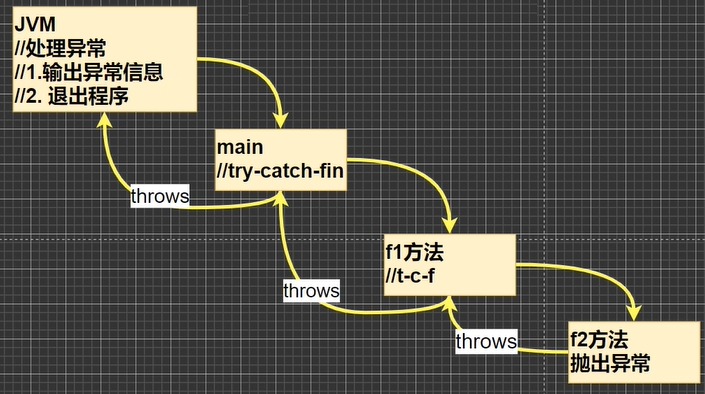 JVM
//处理异常
//1.输出异常信息
//2. 退出程序
main
//try-catch-fin
throws
f1方法
//t-c-f
throws
f2方法
抛出异常
throws